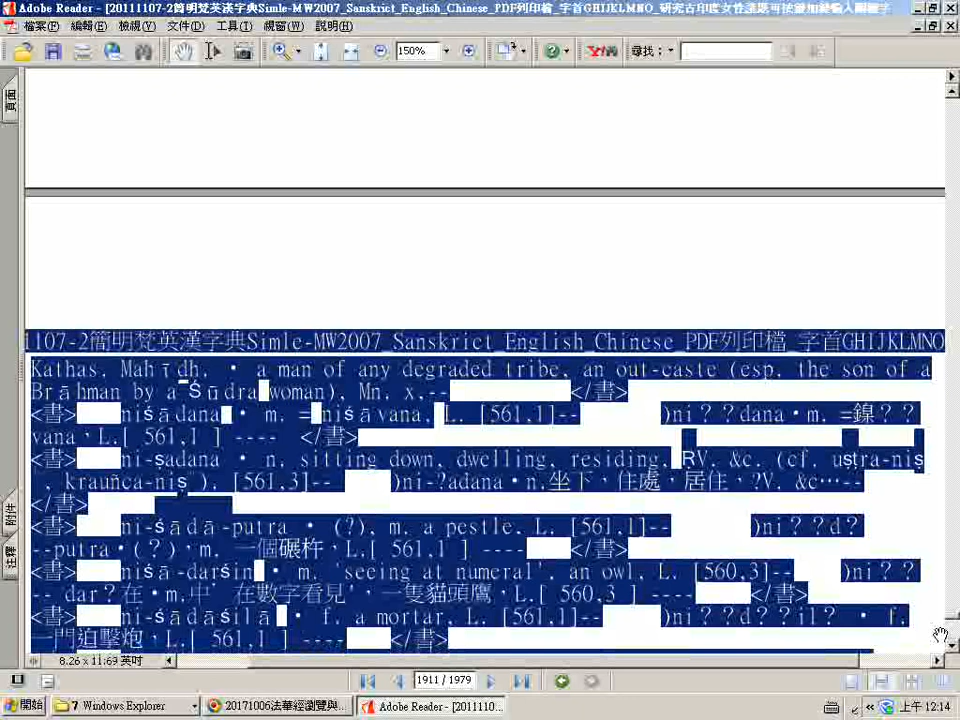 Adobe Reader - [20111107-2簡明梵英漢字典Simle-MW2007_Sanskrict_English_Chinese_PDF列印檔_字首GHIJKLMNO_研究古印度女性
檔案(F) 編輯(E) 檢視(V) 文件(D) 工具(T) 視窗(W) 說明(H)
150% 尋找:
頁面
1107-2簡明梵英漢字典Simle-MW2007_Sanskrict_English_Chinese_PDF列印檔_字首GHIJKLMNO
Kathas. Mahīdh. • a man of any degraded tribe, an out-caste (esp. the son of a
Brāhman by a Śūdra woman), Mn. x,-- </書>
<書> niśādana • m. = niśāvana, L. [561,1]-- )ni??dana•m. =鎳??
vana，L.[ 561,1 ] ---- </書>
<書> ni-ṣadana • n. sitting down, dwelling, residing, RV. &c. (cf. uṣṭra-niṣ
, krauñca-niṣ ). [561,3]-- )ni-?adana•n.坐下，住處，居住，?V. &c…--
</書>
<書> ni-śādā-putra • (?), m. a pestle, L. [561,1]-- )ni??d?
--putra•(?)，m. 一個碾杵，L.[ 561,1 ] ---- </書>
<書> niśā-darśin • m. 'seeing at numeral', an owl, L. [560,3]-- )ni??
-- dar?在•m.中 在數字看見'，一隻貓頭鷹，L.[ 560,3 ] ---- </書>
<書> ni-śādāśilā • f. a mortar, L. [561,1]-- )ni??d??il? • f.
一門迫擊炮，L.[ 561,1 ] ---- </書>
附件
注釋
8.26 x 11.69 英吋
1911 / 1979
開始 7 Windows Explorer 20171006法華經瀏覽與... Adobe Reader - [2011110... 上午 12:14